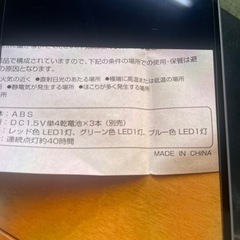 品で構成されていますので、下記の条件の場所での使用・保管は避
の原因となります。
火気の近く ●直射日光のあたる場所 ●極端に高温または低温の場所
●静電気が発生する場所 ●ほこりが多く発生する場所
所
体：ＡＢＳ
：ＤＣ1.5Ｖ単4乾電池×3本（別売）
：レッド色 LED1灯、グリーン色 LED1灯、ブルー色 LED1灯
：連続点灯約40時間
MADE IN CHINA